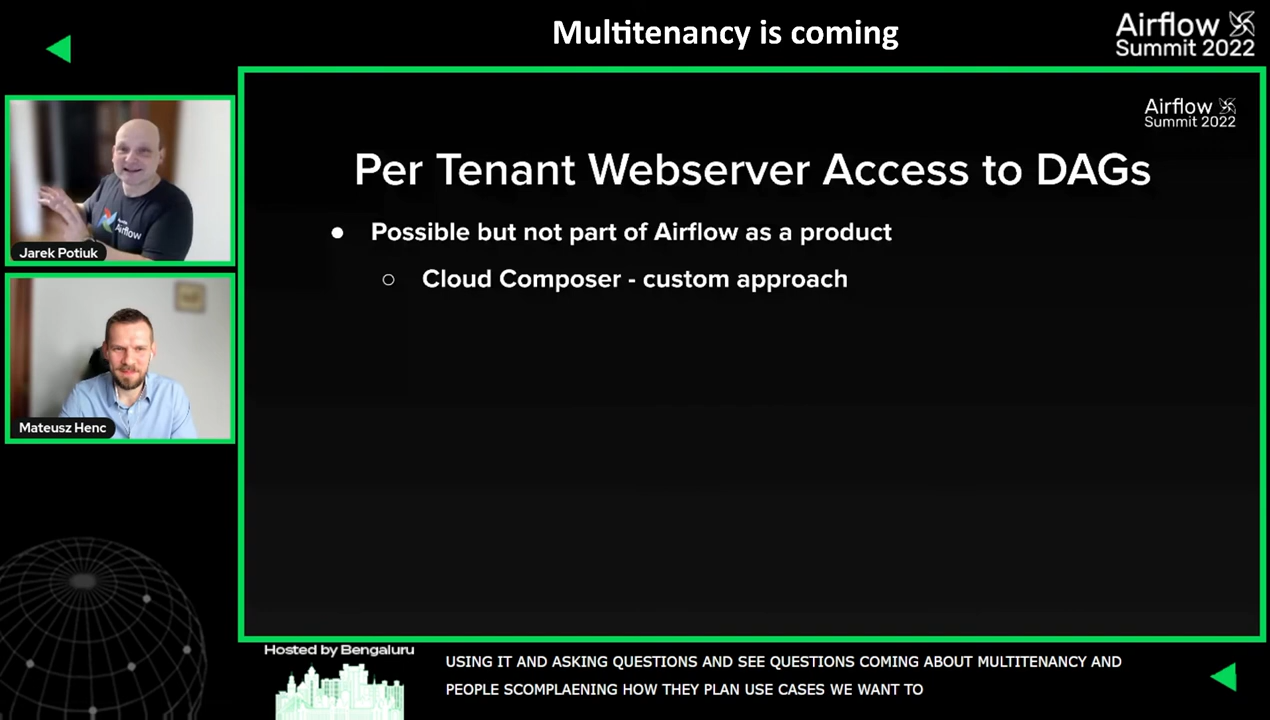 Multitenancy is coming
Airflow
Summit 2022
Airflow
Summit 2022
Per Tenant Webserver Access to DAGs
● Possible but not part of Airflow as a product
○ Cloud Composer - custom approach
Airflow
Jarek Potiuk
Mateusz Henc
Hosted by Bengaluru
USING IT AND ASKING QUESTIONS AND SEE QUESTIONS COMING ABOUT MULTITENANCY AND
PEOPLE SCOMPLAENING HOW THEY PLAN USE CASES WE WANT TO